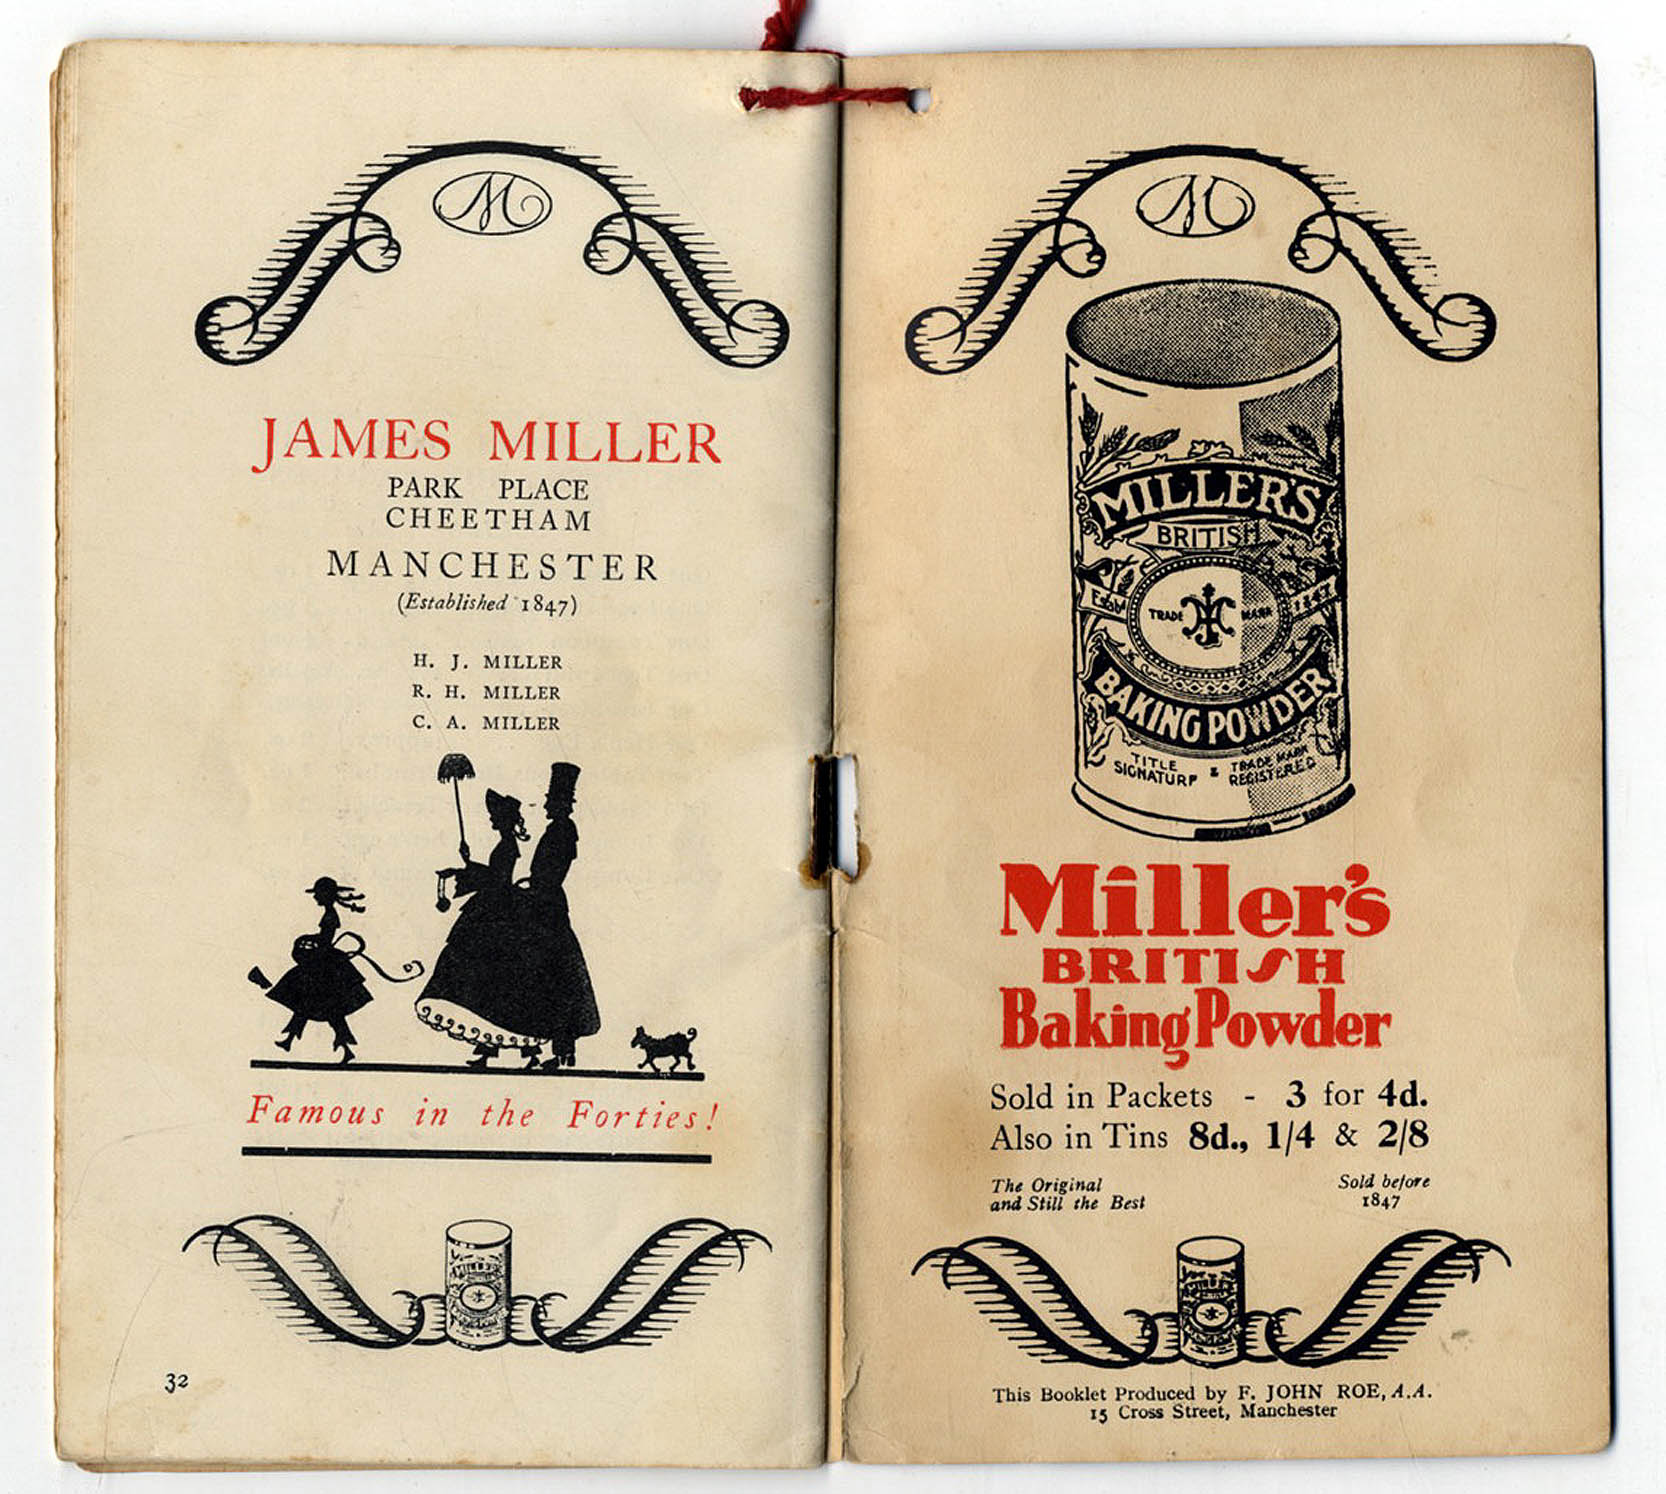 M
JAMES MILLER
PARK PLACE
CHEETHAM
MANCHESTER
(Established 1847)
H. J. MILLER
R. H. MILLER
C. A. MILLER
Famous in the Forties!
MILLER'S
32
M
MILLER'S
BRITISH
Estabd
TRADE MARK
1847
BAKING POWDER
TITLE
SIGNATURE & TRADE MARK
REGISTERED
Miller's
BRITISH
Baking Powder
Sold in Packets - 3 for 4d.
Also in Tins 8d., 1/4 & 2/8
The Original
and Still the Best
Sold before
1847
This Booklet Produced by F. JOHN ROE, A.A.
15 Cross Street, Manchester